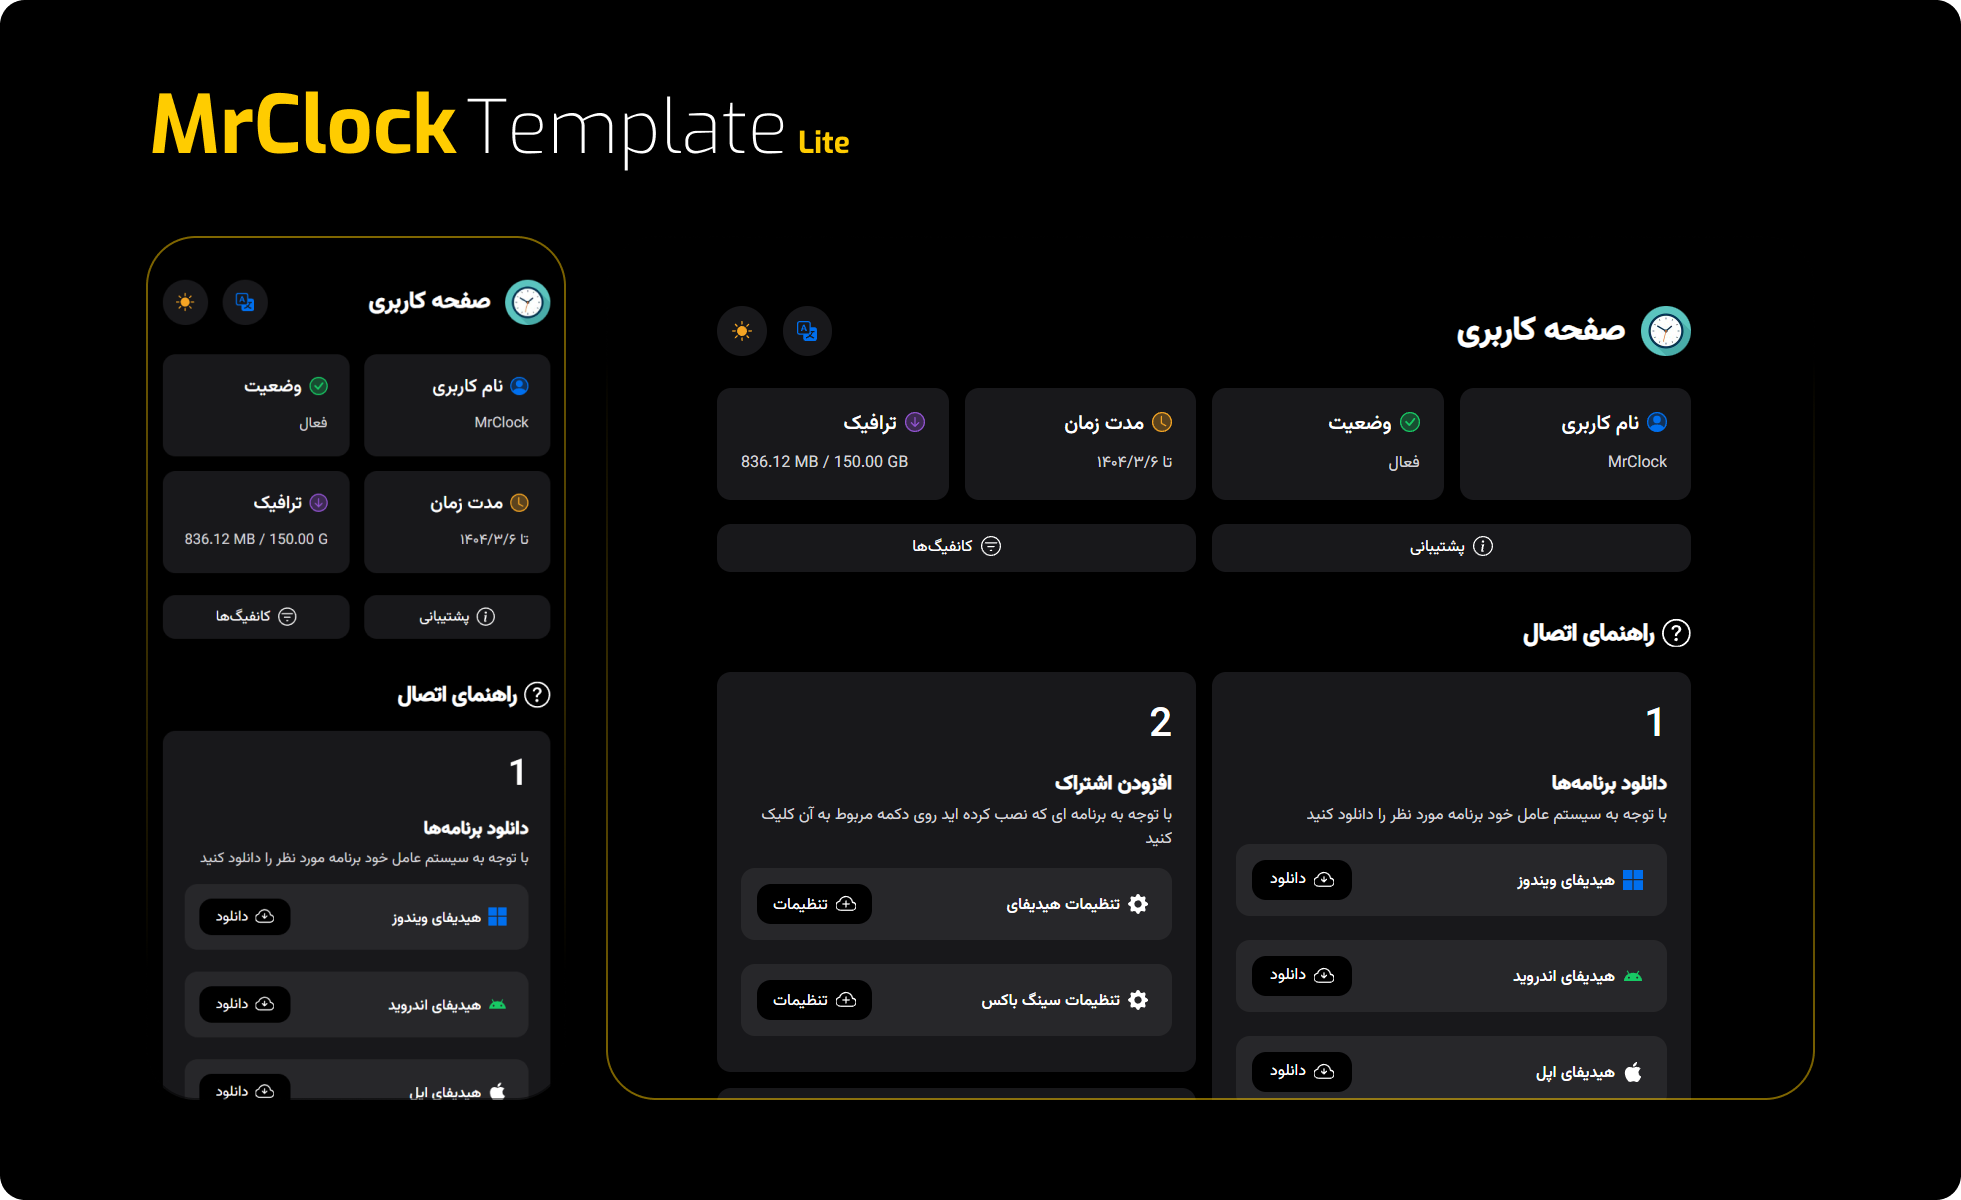 MrClock Template Lite
صفحه کاربری
نام کاربری
MrClock
وضعیت
فعال
مدت زمان
تا ۱۴۰۴/۳/۶
ترافیک
836.12 MB / 150.00 G
پشتیبانی
کانفیگ‌ها
راهنمای اتصال
1
دانلود برنامه‌ها
با توجه به سیستم عامل خود برنامه مورد نظر را دانلود کنید
هیدیفای ویندوز
دانلود
هیدیفای اندروید
دانلود
هیدیفای اپل
دانلود
صفحه کاربری
نام کاربری
MrClock
وضعیت
فعال
مدت زمان
تا ۱۴۰۴/۳/۶
ترافیک
836.12 MB / 150.00 GB
پشتیبانی
کانفیگ‌ها
راهنمای اتصال
1
دانلود برنامه‌ها
با توجه به سیستم عامل خود برنامه مورد نظر را دانلود کنید
هیدیفای ویندوز
دانلود
هیدیفای اندروید
دانلود
هیدیفای اپل
دانلود
2
افزودن اشتراک
با توجه به برنامه ای که نصب کرده اید روی دکمه مربوط به آن کلیک
کنید
تنظیمات هیدیفای
تنظیمات
تنظیمات سینگ باکس
تنظیمات